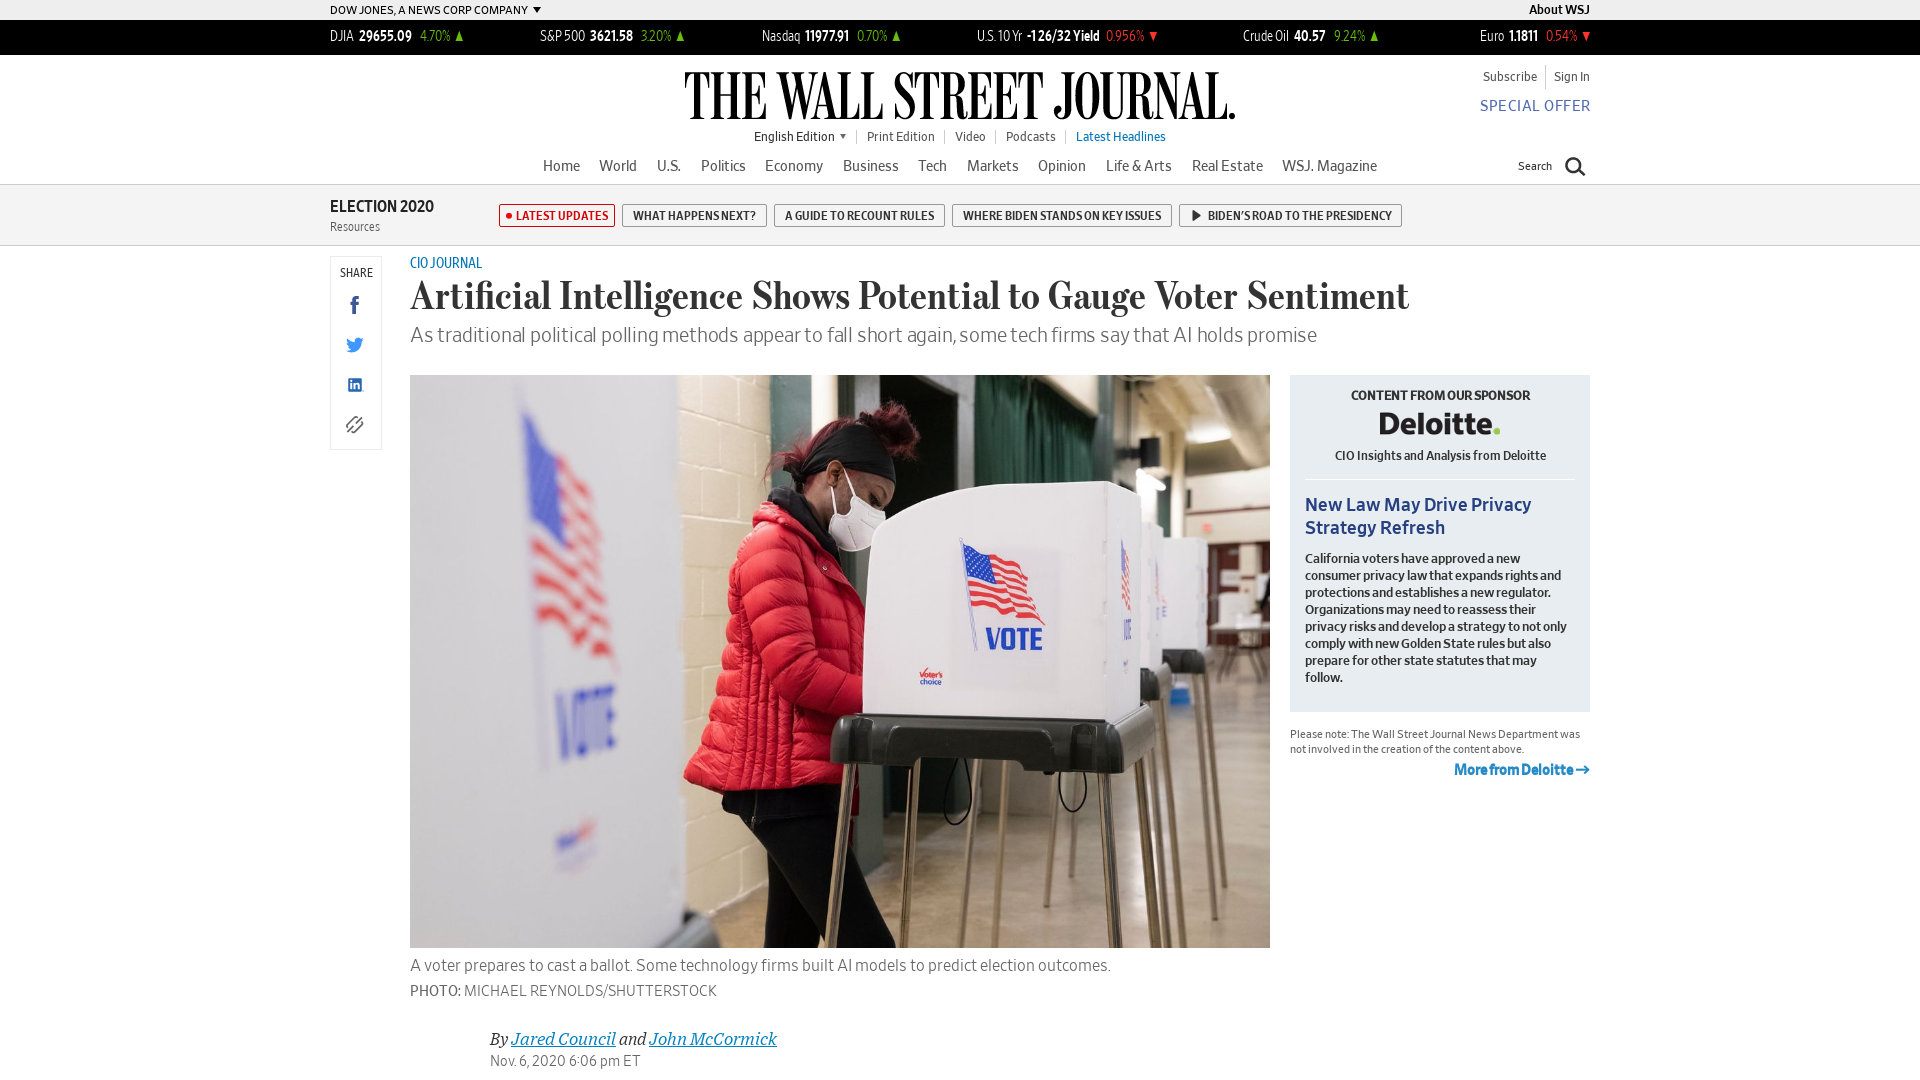 DOW JONES, A NEWS CORP COMPANY
About WSJ
DJIA 29655.09 4.70%
S&P 500 3621.58 3.20%
Nasdaq 11977.91 0.70%
U.S. 10 Yr -1 26/32 Yield 0.956%
Crude Oil 40.57 9.24%
Euro 1.1811 0.54%
THE WALL STREET JOURNAL.
Subscribe
Sign In
SPECIAL OFFER
English Edition
Print Edition
Video
Podcasts
Latest Headlines
Home
World
U.S.
Politics
Economy
Business
Tech
Markets
Opinion
Life & Arts
Real Estate
WSJ. Magazine
Search
ELECTION 2020
Resources
LATEST UPDATES
WHAT HAPPENS NEXT?
A GUIDE TO RECOUNT RULES
WHERE BIDEN STANDS ON KEY ISSUES
BIDEN'S ROAD TO THE PRESIDENCY
SHARE
CIO JOURNAL
Artificial Intelligence Shows Potential to Gauge Voter Sentiment
As traditional political polling methods appear to fall short again, some tech firms say that AI holds promise
VOTE
VOTE
Voter's
choice
VOTE
CONTENT FROM OUR SPONSOR
Deloitte.
CIO Insights and Analysis from Deloitte
New Law May Drive Privacy
Strategy Refresh
California voters have approved a new
consumer privacy law that expands rights and
protections and establishes a new regulator.
Organizations may need to reassess their
privacy risks and develop a strategy to not only
comply with new Golden State rules but also
prepare for other state statutes that may
follow.
Please note: The Wall Street Journal News Department was
not involved in the creation of the content above.
More from Deloitte →
A voter prepares to cast a ballot. Some technology firms built AI models to predict election outcomes.
PHOTO: MICHAEL REYNOLDS/SHUTTERSTOCK
By Jared Council and John McCormick
Nov. 6, 2020 6:06 pm ET